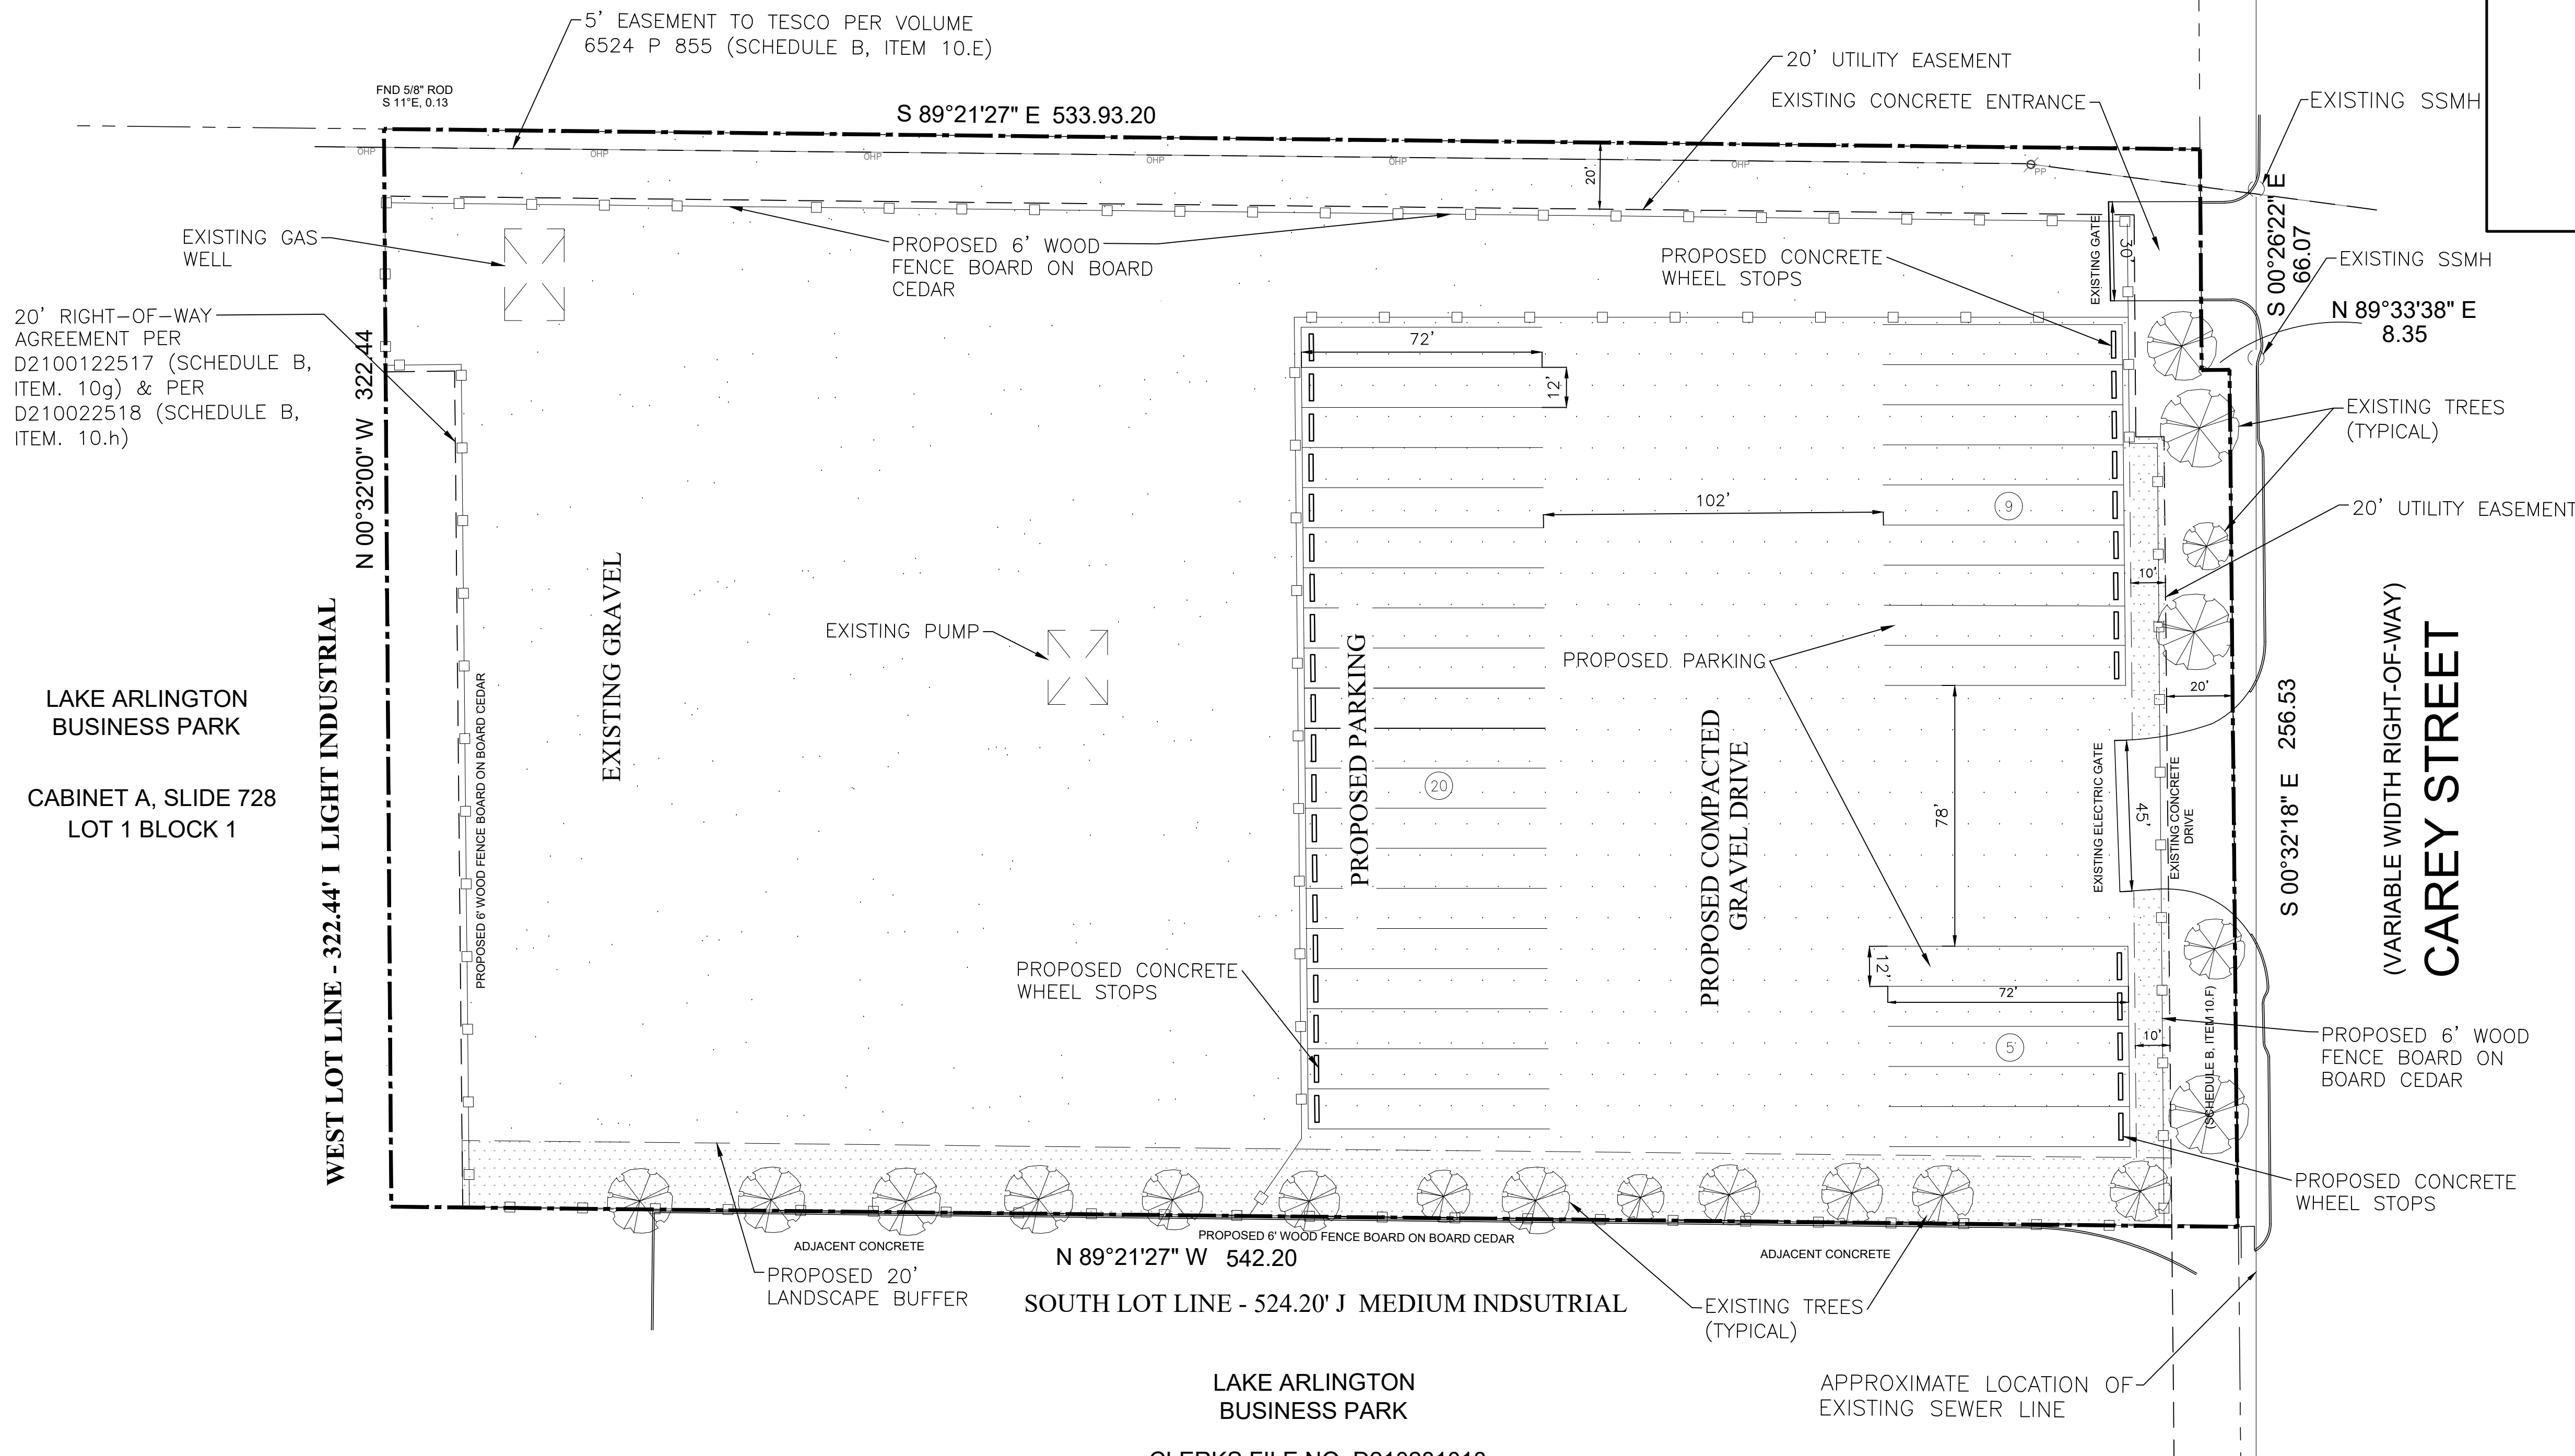 5' EASEMENT TO TESCO PER VOLUME
6524 P 855 (SCHEDULE B, ITEM 10.E)
20' UTILITY EASEMENT
EXISTING CONCRETE ENTRANCE
EXISTING SSMH
FND 5/8" ROD
S 11°E, 0.13
S 89°21'27" E 533.93.20
OHP
OHP
OHP
OHP
OHP
OHP
PP
20'
EXISTING GAS
WELL
PROPOSED 6' WOOD
FENCE BOARD ON BOARD
CEDAR
PROPOSED CONCRETE
WHEEL STOPS
EXISTING GATE
30'
S 00°26'22" E
66.07
EXISTING SSMH
N 89°33'38" E
8.35
20' RIGHT-OF-WAY
AGREEMENT PER
D2100122517 (SCHEDULE B,
ITEM. 10g) & PER
D210022518 (SCHEDULE B,
ITEM. 10.h)
N 00°32'00" W 322.44
72'
12'
EXISTING TREES
(TYPICAL)
102'
9
20' UTILITY EASEMENT
10'
EXISTING GRAVEL
EXISTING PUMP
PROPOSED PARKING
PROPOSED PARKING
20'
LAKE ARLINGTON
BUSINESS PARK
CABINET A, SLIDE 728
LOT 1 BLOCK 1
WEST LOT LINE - 322.44' I LIGHT INDUSTRIAL
PROPOSED 6' WOOD FENCE BOARD ON BOARD CEDAR
20
PROPOSED COMPACTED
GRAVEL DRIVE
78'
EXISTING ELECTRIC GATE
45'
EXISTING CONCRETE
DRIVE
S 00°32'18" E 256.53
(VARIABLE WIDTH RIGHT-OF-WAY)
CAREY STREET
PROPOSED CONCRETE
WHEEL STOPS
12'
72'
5
10'
(SCHEDULE B, ITEM 10.F)
PROPOSED 6' WOOD
FENCE BOARD ON
BOARD CEDAR
PROPOSED CONCRETE
WHEEL STOPS
ADJACENT CONCRETE
PROPOSED 6' WOOD FENCE BOARD ON BOARD CEDAR
ADJACENT CONCRETE
N 89°21'27" W 542.20
PROPOSED 20'
LANDSCAPE BUFFER
SOUTH LOT LINE - 524.20' J MEDIUM INDSUTRIAL
EXISTING TREES
(TYPICAL)
LAKE ARLINGTON
BUSINESS PARK
APPROXIMATE LOCATION OF
EXISTING SEWER LINE
CLERKS FILE NO.